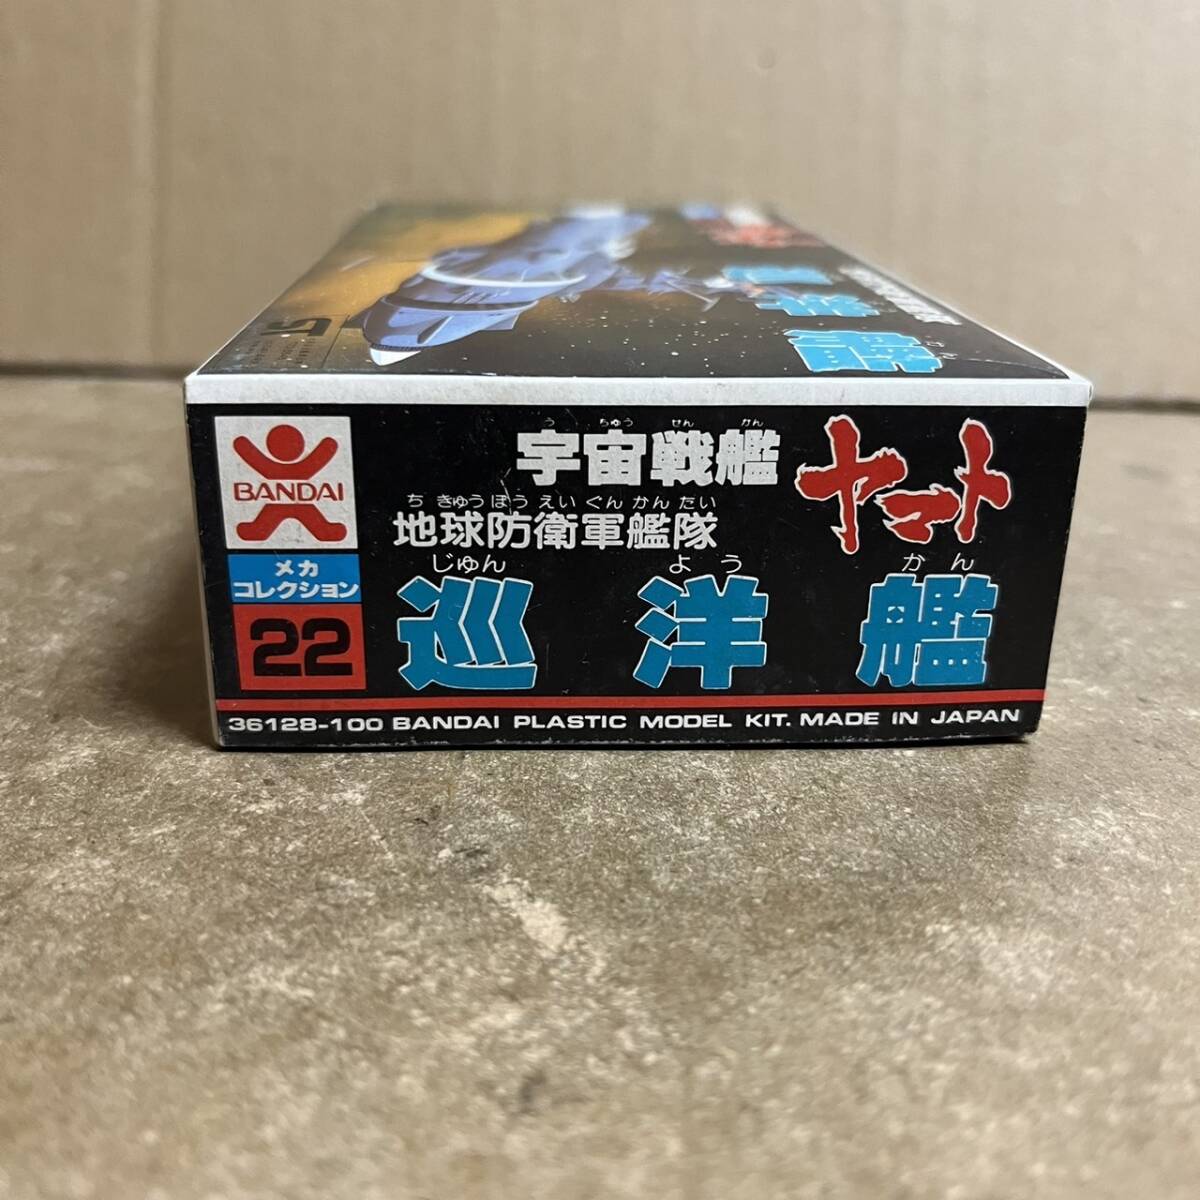 巡洋艦
BANDAI
メカ
コレクション
22
う ちゅう せん かん
宇宙戦艦
ヤマト
ち きゅう ぼう えい ぐん かん たい
地球防衛軍艦隊
じゅん よう かん
巡洋艦
36128-100 BANDAI PLASTIC MODEL KIT. MADE IN JAPAN